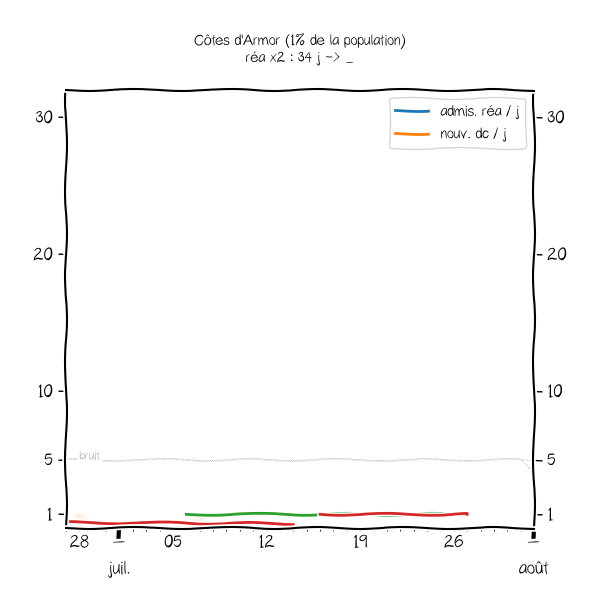 Côtes d'Armor (1% de la population)
réa x2 : 34 j -> _
admis. réa / j
nouv. dc / j
30 30
20 20
10 10
bruit
5 5
1 1
28 05 12 19 26
juil. août